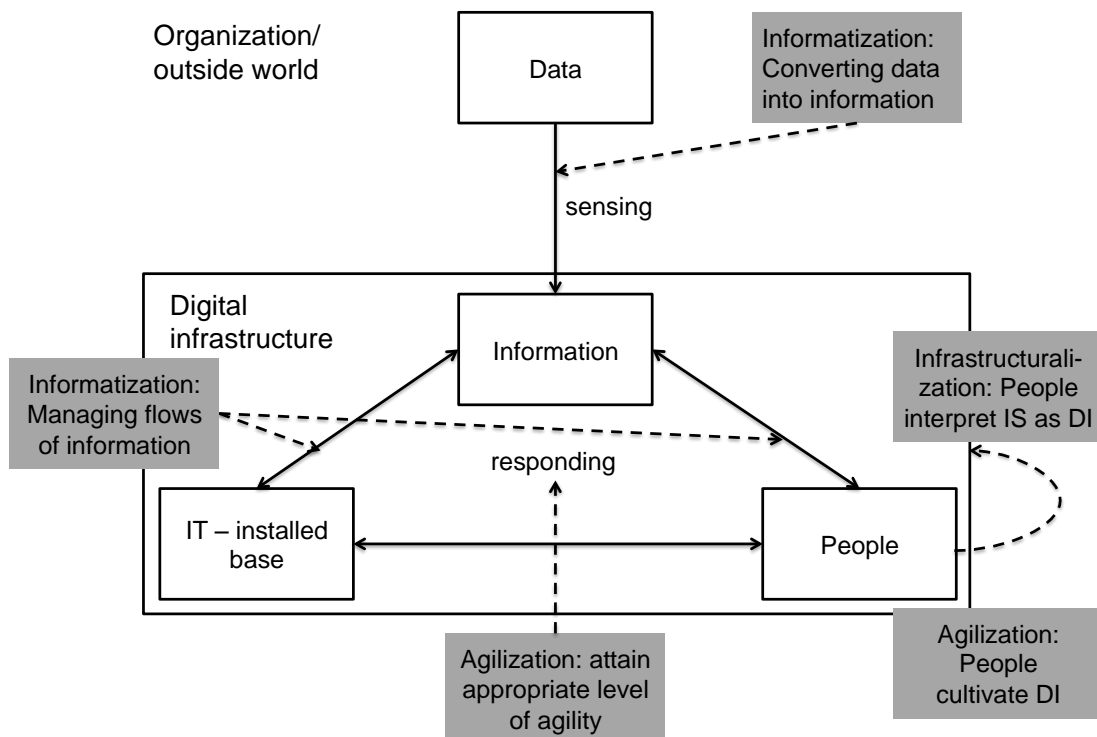 Organization/
outside world
Data
Informatization:
Converting data
into information
sensing
Digital
infrastructure
Information
Informatization:
Managing flows
of information
Infrastructurali-
zation: People
interpret IS as DI
responding
IT – installed
base
People
Agilization: attain
appropriate level
of agility
Agilization:
People
cultivate DI